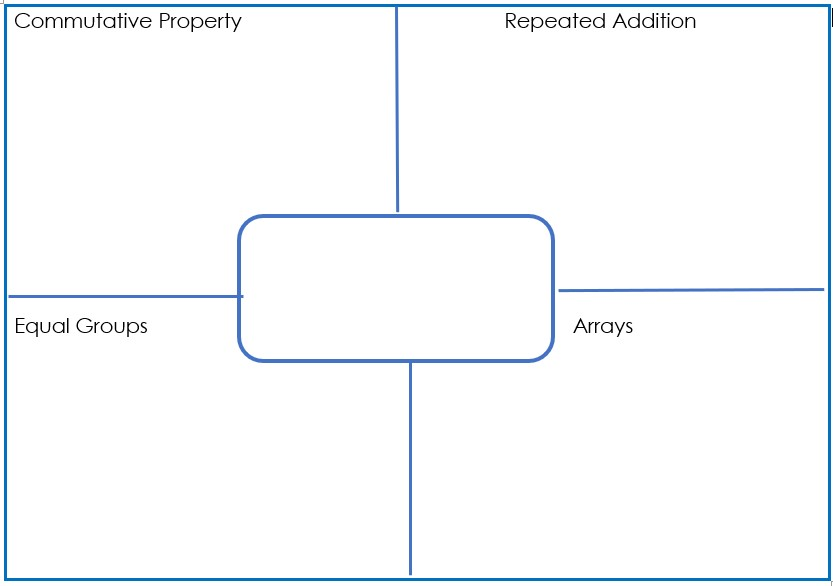 Commutative Property
Repeated Addition
Equal Groups
Arrays